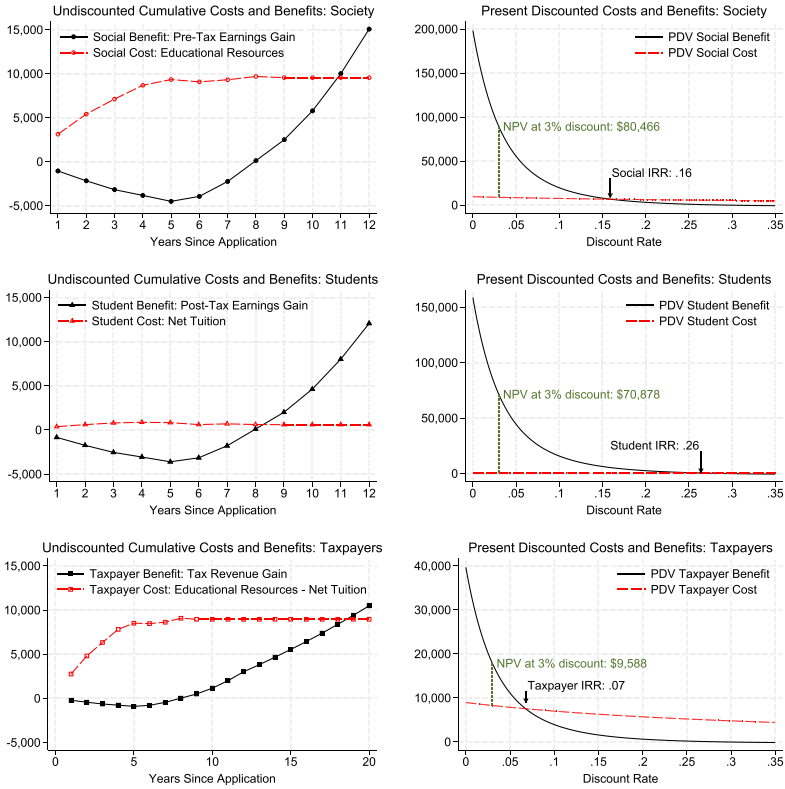 Undiscounted Cumulative Costs and Benefits: Society
15,000
10,000
5,000
0
-5,000
Social Benefit: Pre-Tax Earnings Gain
Social Cost: Educational Resources
1 2 3 4 5 6 7 8 9 10 11 12
Years Since Application
Present Discounted Costs and Benefits: Society
200,000
150,000
100,000
50,000
0
PDV Social Benefit
PDV Social Cost
NPV at 3% discount: $80,466
Social IRR: .16
0 .05 .1 .15 .2 .25 .3 .35
Discount Rate
Undiscounted Cumulative Costs and Benefits: Students
15,000
10,000
5,000
0
-5,000
Student Benefit: Post-Tax Earnings Gain
Student Cost: Net Tuition
1 2 3 4 5 6 7 8 9 10 11 12
Years Since Application
Present Discounted Costs and Benefits: Students
150,000
100,000
50,000
0
PDV Student Benefit
PDV Student Cost
NPV at 3% discount: $70,878
Student IRR: .26
0 .05 .1 .15 .2 .25 .3 .35
Discount Rate
Undiscounted Cumulative Costs and Benefits: Taxpayers
15,000
10,000
5,000
0
-5,000
Taxpayer Benefit: Tax Revenue Gain
Taxpayer Cost: Educational Resources - Net Tuition
0 5 10 15 20
Years Since Application
Present Discounted Costs and Benefits: Taxpayers
40,000
30,000
20,000
10,000
0
PDV Taxpayer Benefit
PDV Taxpayer Cost
NPV at 3% discount: $9,588
Taxpayer IRR: .07
0 .05 .1 .15 .2 .25 .3 .35
Discount Rate